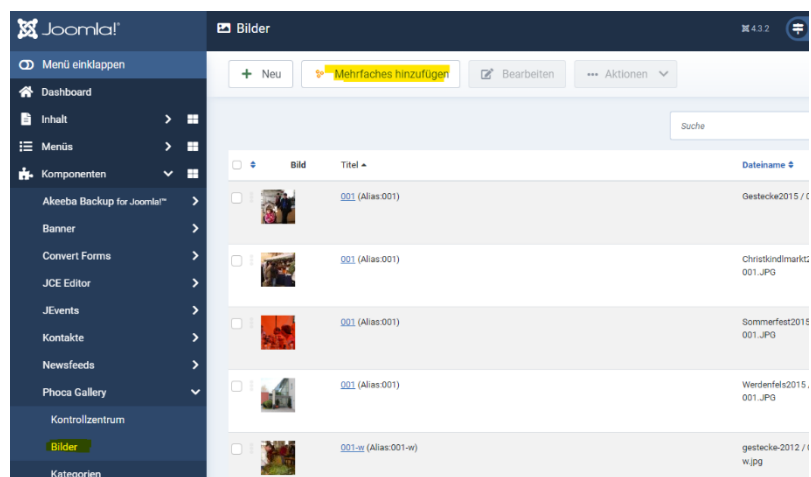 Joomla!
Bilder
4.3.2
Menü einklappen
Neu
Mehrfaches hinzufügen
Bearbeiten
Aktionen
Dashboard
Inhalt
Menüs
Komponenten
Akeeba Backup for Joomla!™
Banner
Convert Forms
JCE Editor
JEvents
Kontakte
Newsfeeds
Phoca Gallery
Kontrollzentrum
Bilder
Kategorien
Suche
Bild Titel Dateiname
001 (Alias:001) Gestecke2015 / 0
001 (Alias:001) Christkindlmarkt2
001.JPG
001 (Alias:001) Sommerfest2015
001.JPG
001 (Alias:001) Werdenfels2015 /
001.JPG
001-w (Alias:001-w) gestecke-2012 / 0
w.jpg